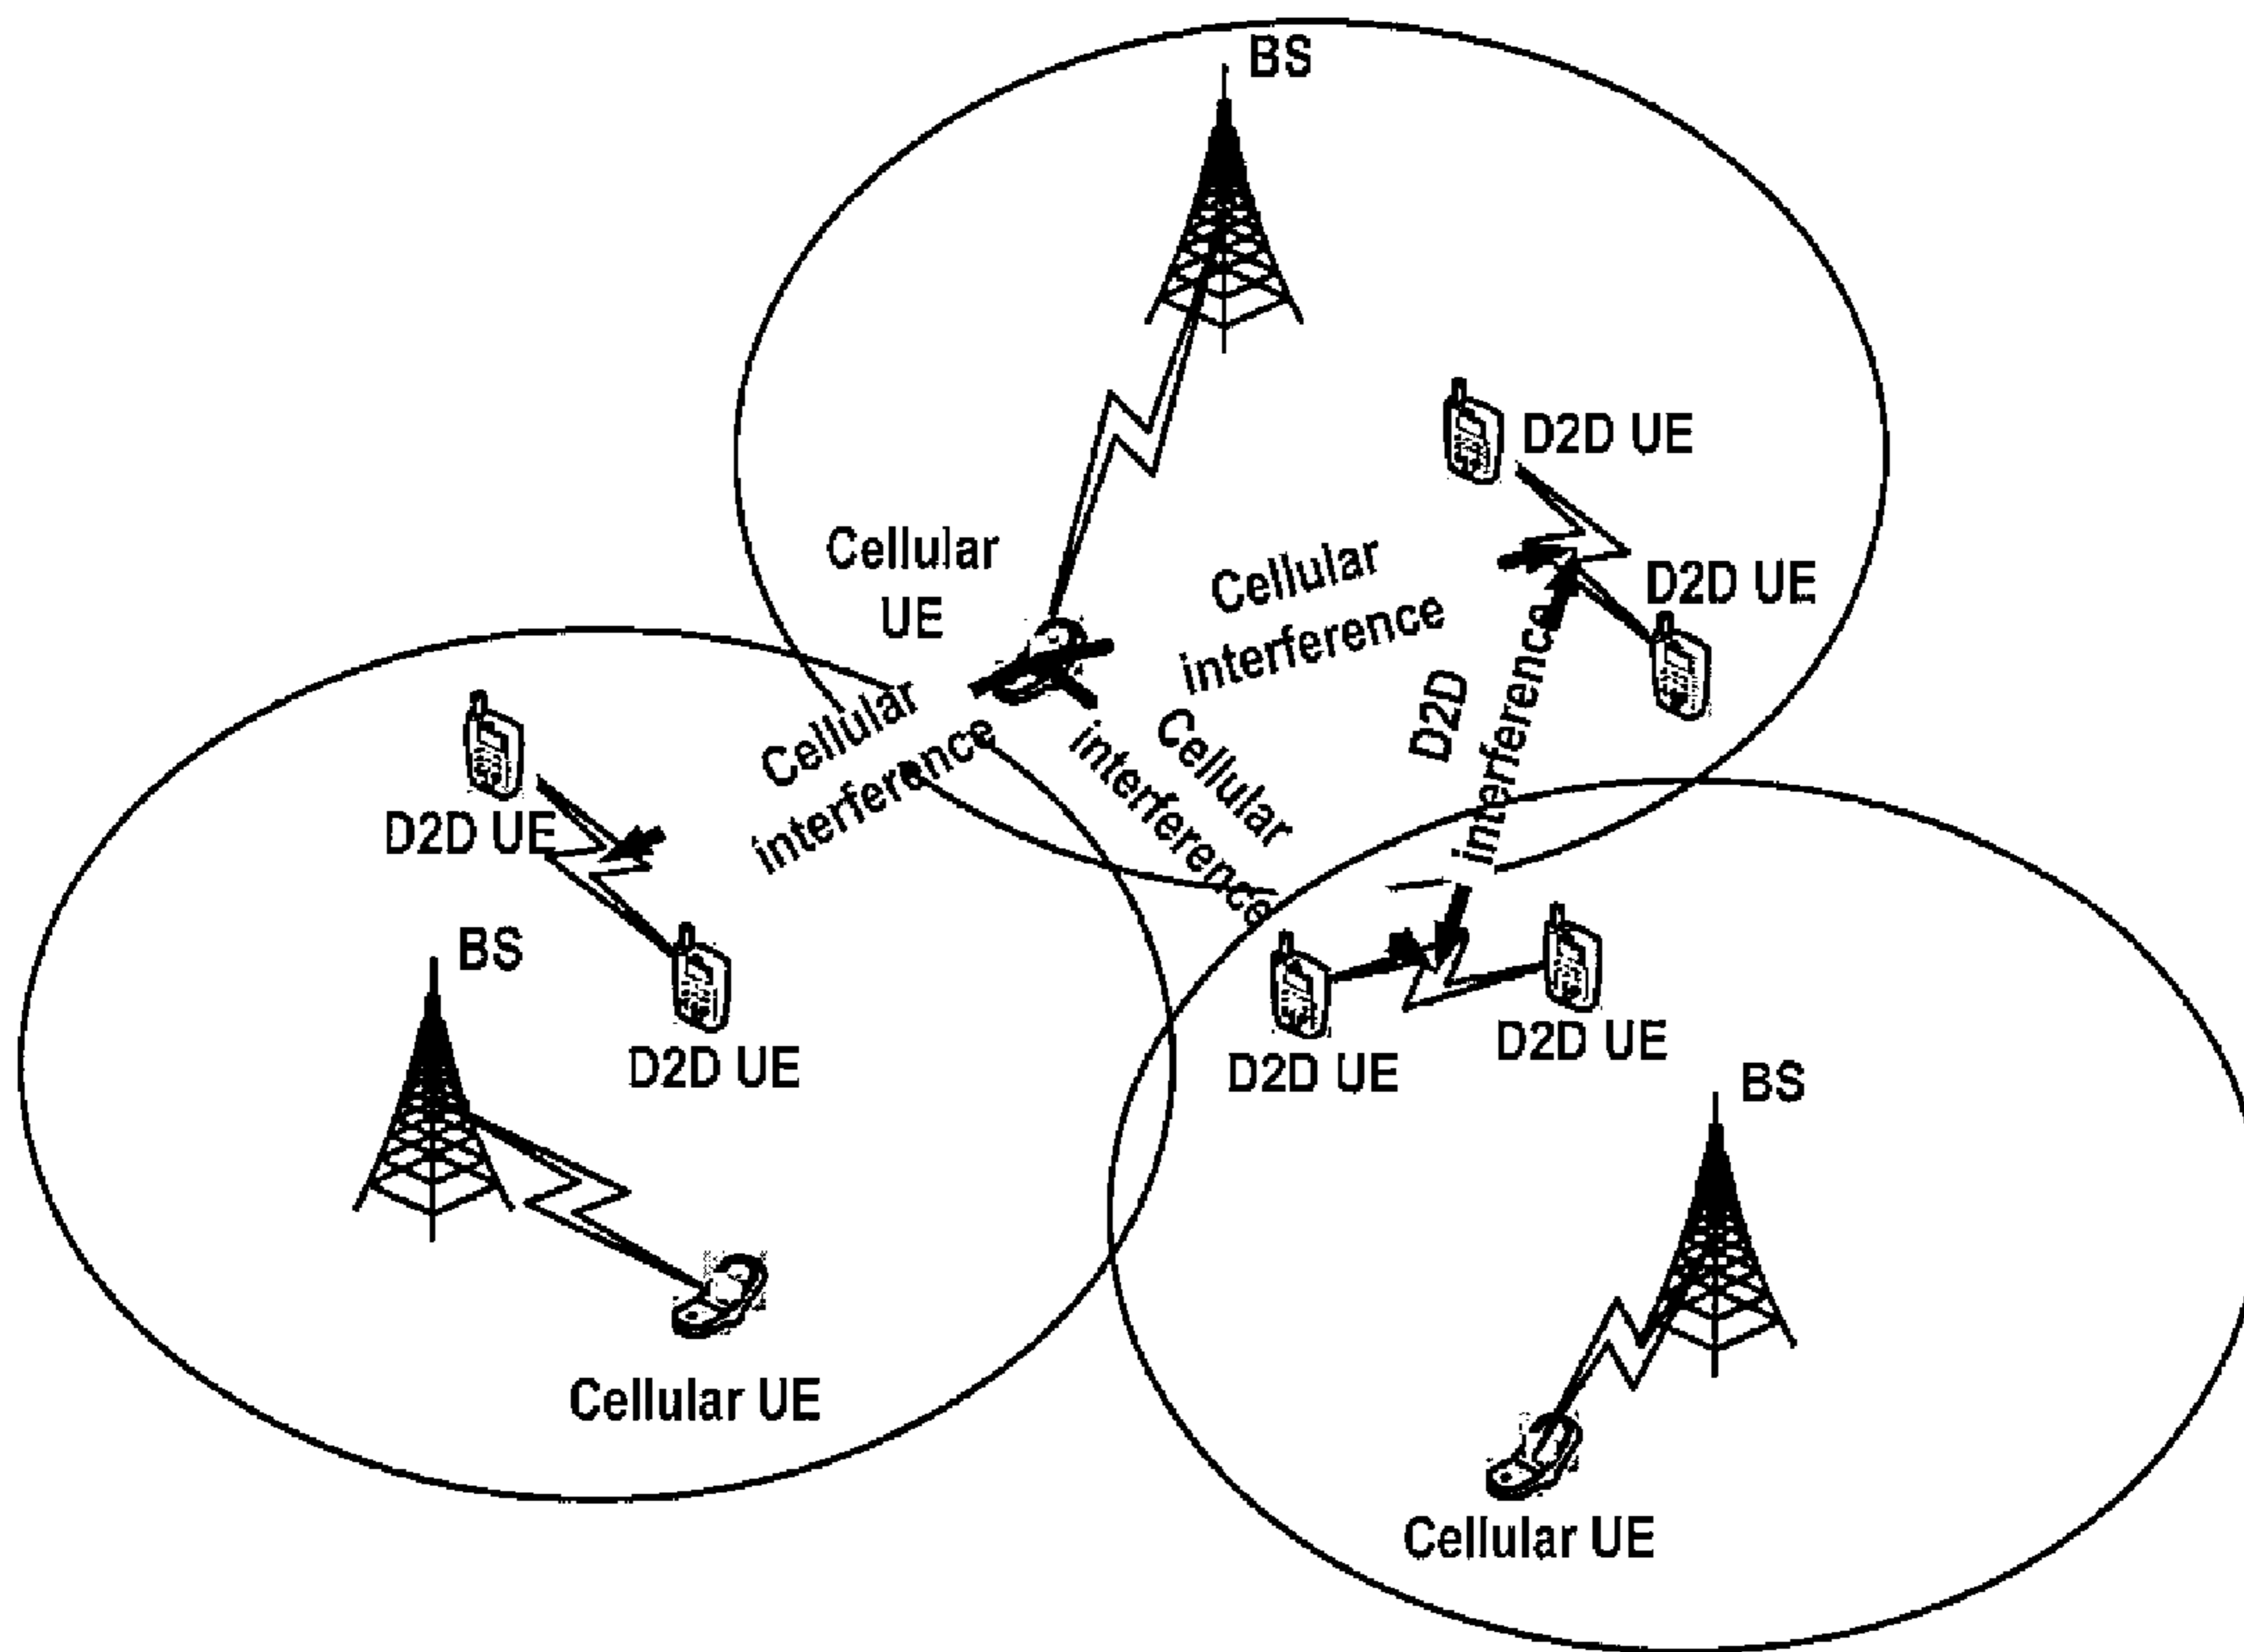 BS
D2D UE
Cellular
UE
Cellular
interference
D2D UE
D2D
interference
Cellular
interference
Cellular
interference
D2D UE
BS
D2D UE
D2D UE
D2D UE
BS
Cellular UE
Cellular UE